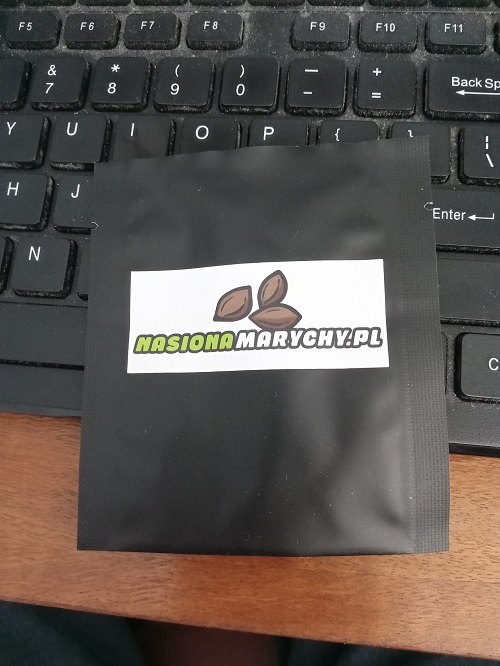 F5 F6 F7 F8 F9 F10 F11
& * ( ) — +
7 8 9 0 - =
Back Sp
Y U I O P { }
H J
Enter
N
C
NASIONAMARYCHY.PL